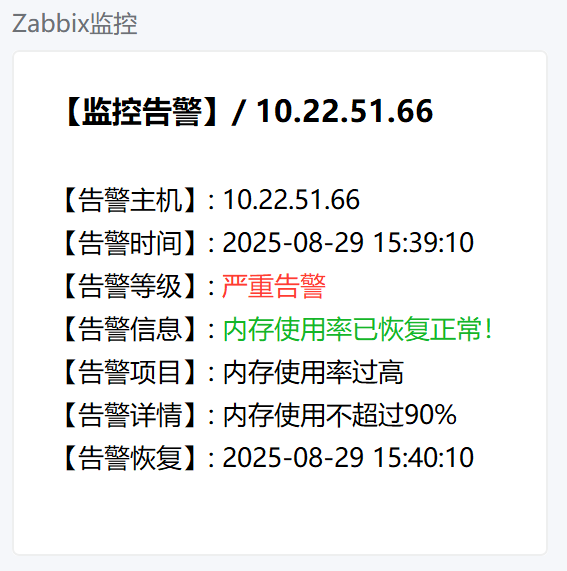 Zabbix监控
【监控告警】/ 10.22.51.66
【告警主机】: 10.22.51.66
【告警时间】: 2025-08-29 15:39:10
【告警等级】: 严重告警
【告警信息】: 内存使用率已恢复正常！
【告警项目】: 内存使用率过高
【告警详情】: 内存使用不超过90%
【告警恢复】: 2025-08-29 15:40:10